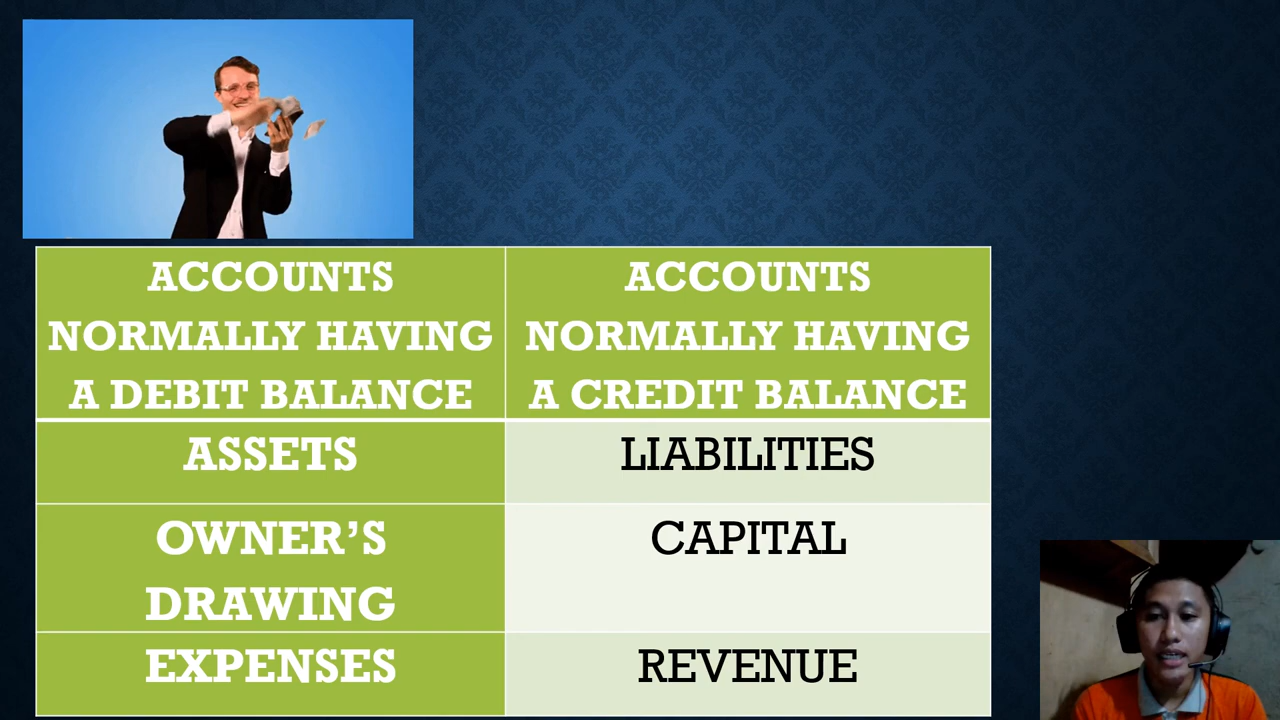 ACCOUNTS
NORMALLY HAVING
A DEBIT BALANCE
ACCOUNTS
NORMALLY HAVING
A CREDIT BALANCE
ASSETS
LIABILITIES
OWNER’S
DRAWING
CAPITAL
EXPENSES
REVENUE